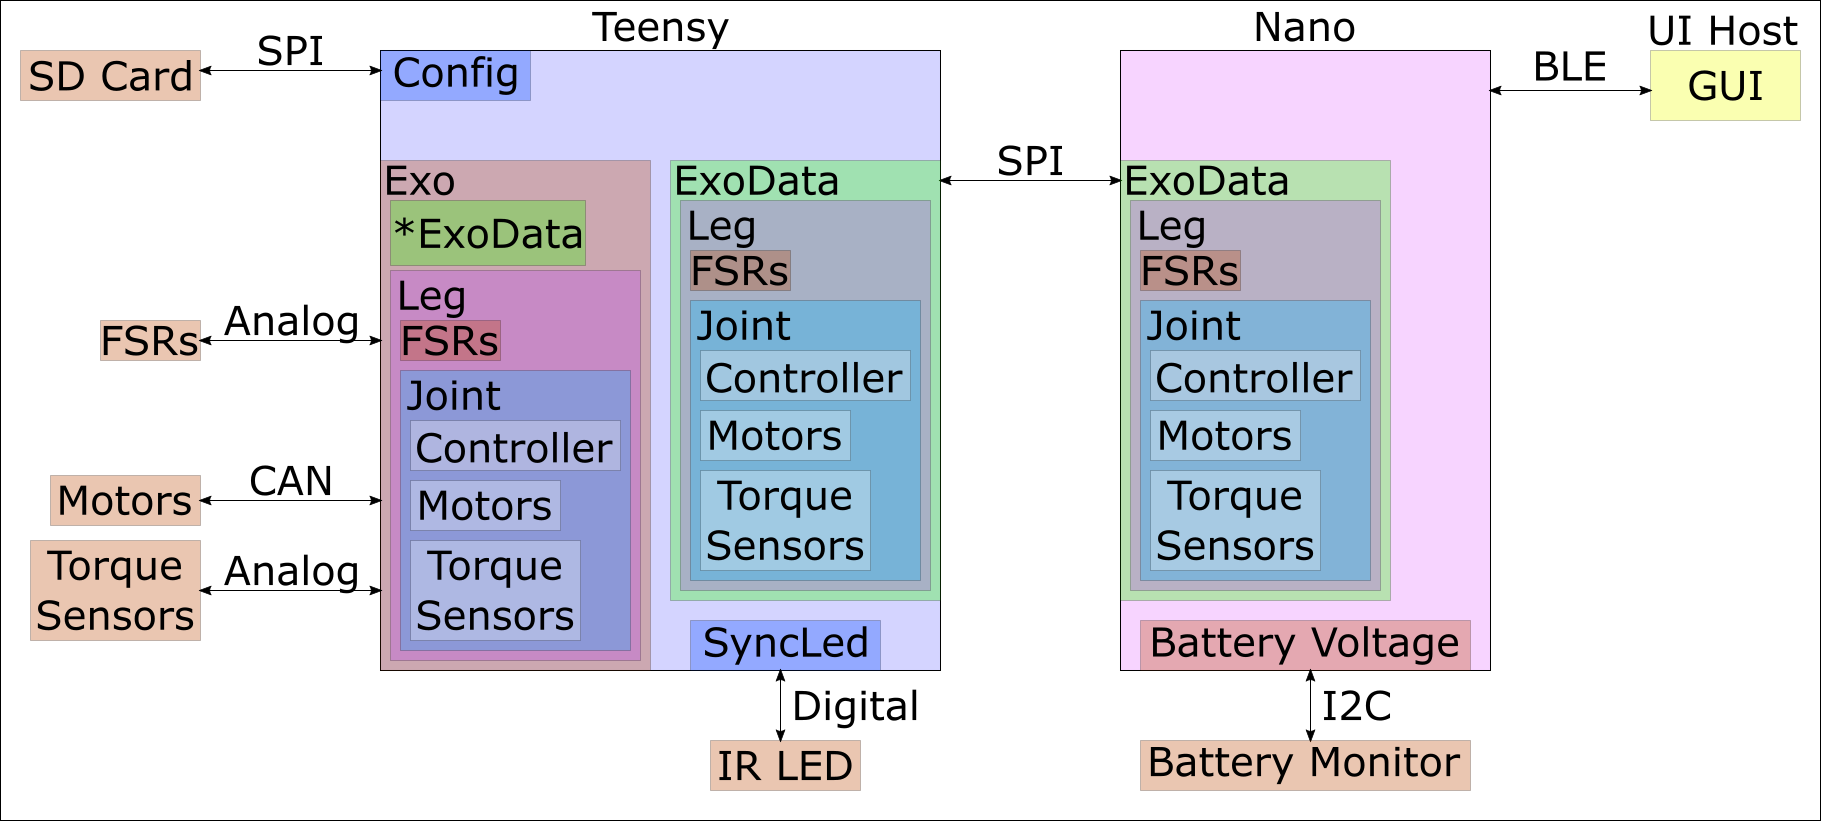 Teensy
Nano
UI Host
SD Card
SPI
Config
BLE
GUI
Exo
*ExoData
Leg
FSRs
Joint
Controller
Motors
Torque
Sensors
ExoData
Leg
FSRs
Joint
Controller
Motors
Torque
Sensors
SPI
ExoData
Leg
FSRs
Joint
Controller
Motors
Torque
Sensors
FSRs
Analog
Motors
CAN
Torque
Sensors
Analog
SyncLed
Digital
IR LED
Battery Voltage
I2C
Battery Monitor